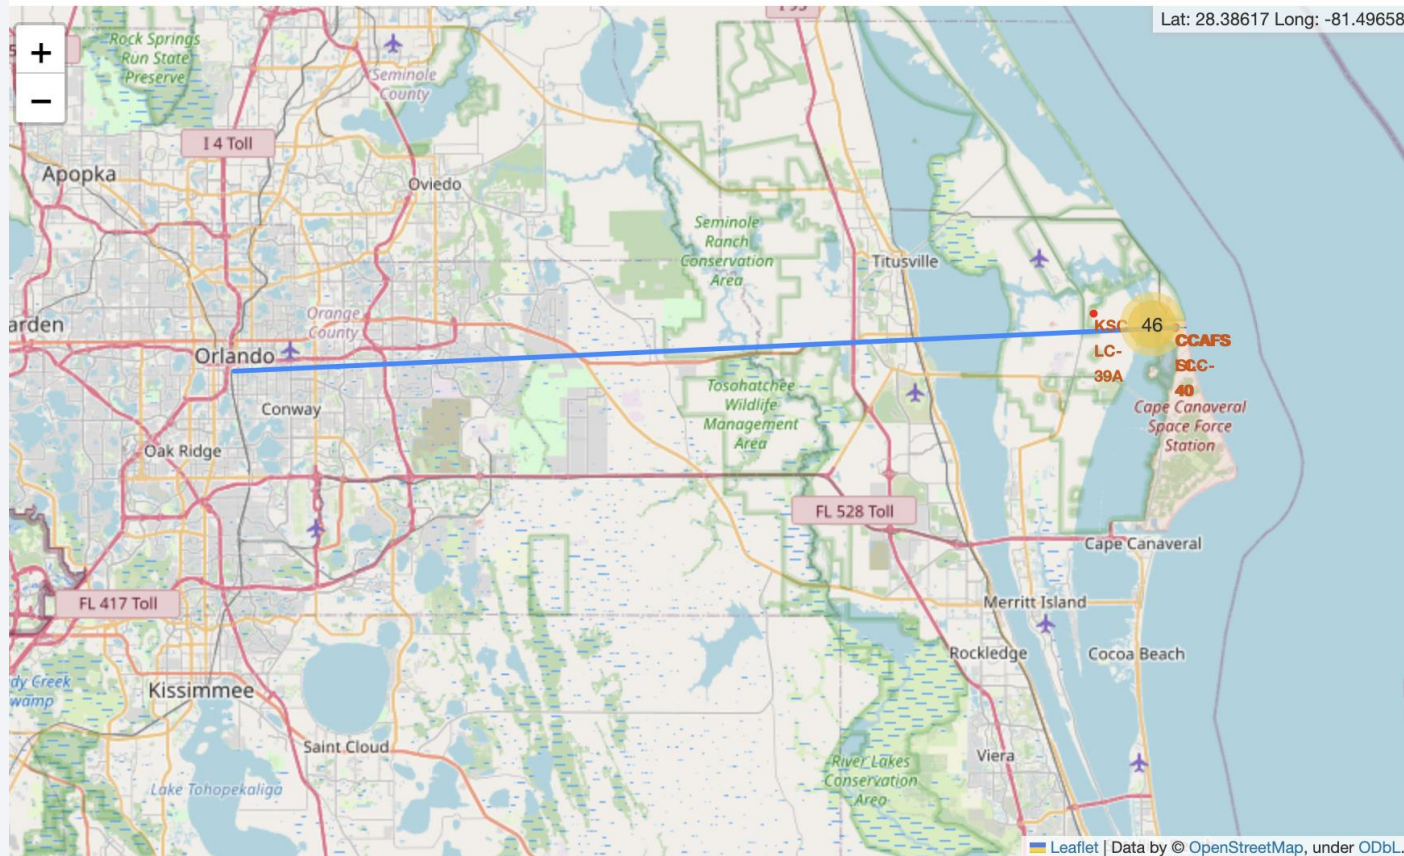 I 95
Lat: 28.38617 Long: -81.49658
+
−
Rock Springs
Run State
Preserve
Seminole
County
I 4 Toll
Apopka
Oviedo
Seminole
Ranch
Conservation
Area
Titusville
Orange
County
arden
Orlando
KSC
LC-
39A
46
CCAFS
40
Tosohatchee
Wildlife
Management
Area
Conway
Cape Canaveral
Space Force
Station
Oak Ridge
FL 528 Toll
Cape Canaveral
FL 417 Toll
Merritt Island
Rockledge
Cocoa Beach
dy Creek
wamp
Kissimmee
Saint Cloud
Viera
Lake Tohopekaliga
River Lakes
Conservation
Area
Leaflet | Data by © OpenStreetMap, under ODbL.